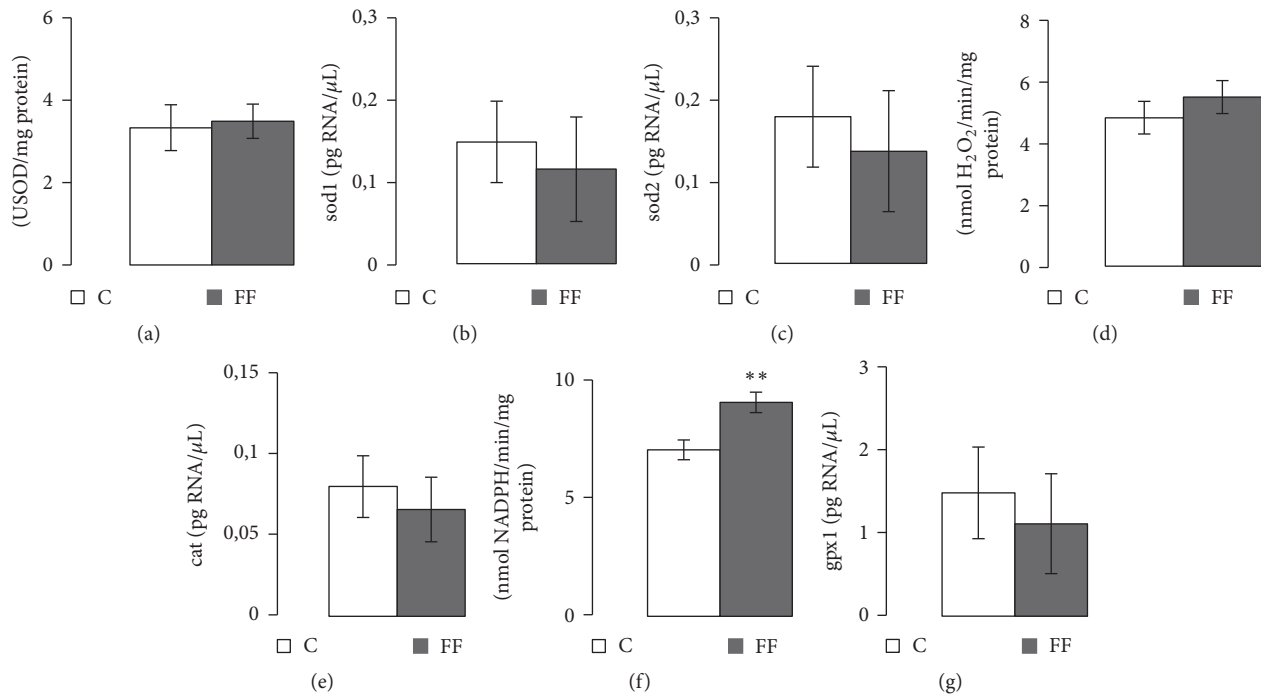 (USOD/mg protein)
6
4
2
0
C FF
(a)
sod1 (pg RNA/μL)
0,3
0,2
0,1
0
C FF
(b)
sod2 (pg RNA/μL)
0,3
0,2
0,1
0
C FF
(c)
(nmol H₂O₂/min/mg
protein)
8
6
4
2
0
C FF
(d)
cat (pg RNA/μL)
0,15
0,1
0,05
0
C FF
(e)
(nmol NADPH/min/mg
protein)
10
5
0
**
C FF
(f)
gpx1 (pg RNA/μL)
3
2
1
0
C FF
(g)